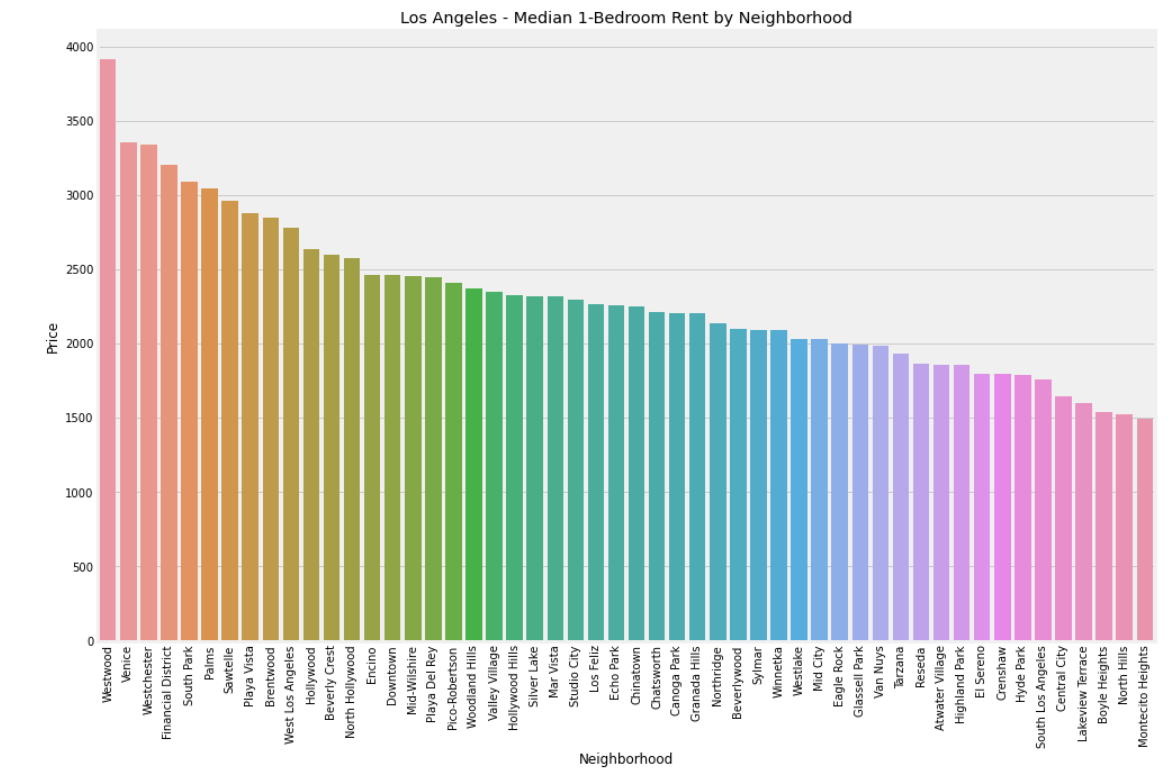 Los Angeles - Median 1-Bedroom Rent by Neighborhood
4000
3500
3000
2500
2000
1500
1000
500
0
Price
Westwood
Venice
Westchester
Financial District
South Park
Palms
Sawtelle
Playa Vista
Brentwood
West Los Angeles
Hollywood
Beverly Crest
North Hollywood
Encino
Downtown
Mid-Wilshire
Playa Del Rey
Pico-Robertson
Woodland Hills
Valley Village
Hollywood Hills
Silver Lake
Mar Vista
Studio City
Los Feliz
Echo Park
Chinatown
Chatsworth
Canoga Park
Granada Hills
Northridge
Beverlywood
Sylmar
Winnetka
Westlake
Mid City
Eagle Rock
Glassell Park
Van Nuys
Tarzana
Reseda
Atwater Village
Highland Park
El Sereno
Crenshaw
Hyde Park
South Los Angeles
Central City
Lakeview Terrace
Boyle Heights
North Hills
Montecito Heights
Neighborhood